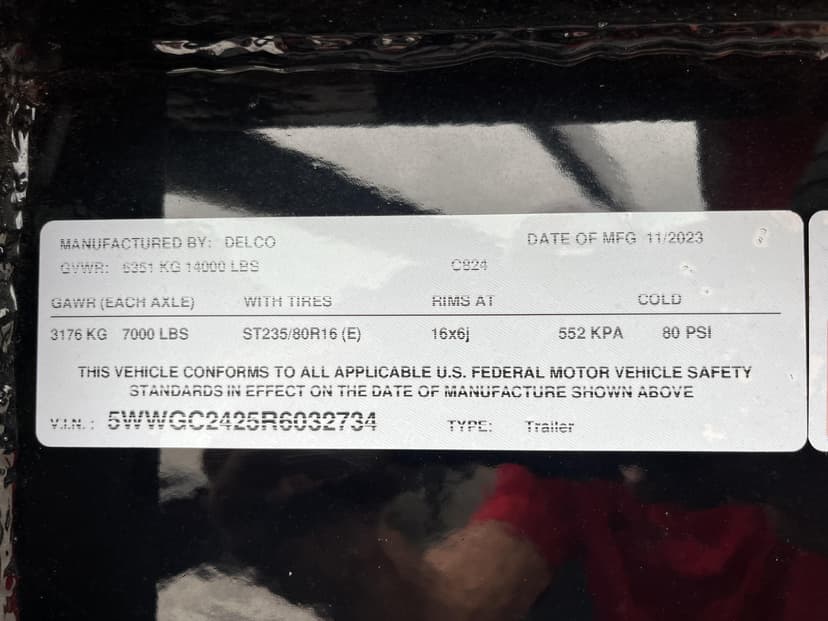 MANUFACTURED BY: DELCO DATE OF MFG 11/2023
GVWR: 6351 KG 14000 LBS C824
GAWR (EACH AXLE) WITH TIRES RIMS AT COLD
3176 KG 7000 LBS ST235/80R16 (E) 16x6j 552 KPA 80 PSI
THIS VEHICLE CONFORMS TO ALL APPLICABLE U.S. FEDERAL MOTOR VEHICLE SAFETY
STANDARDS IN EFFECT ON THE DATE OF MANUFACTURE SHOWN ABOVE
V.I.N. : 5WWGC2425R6032734 TYPE: Trailer